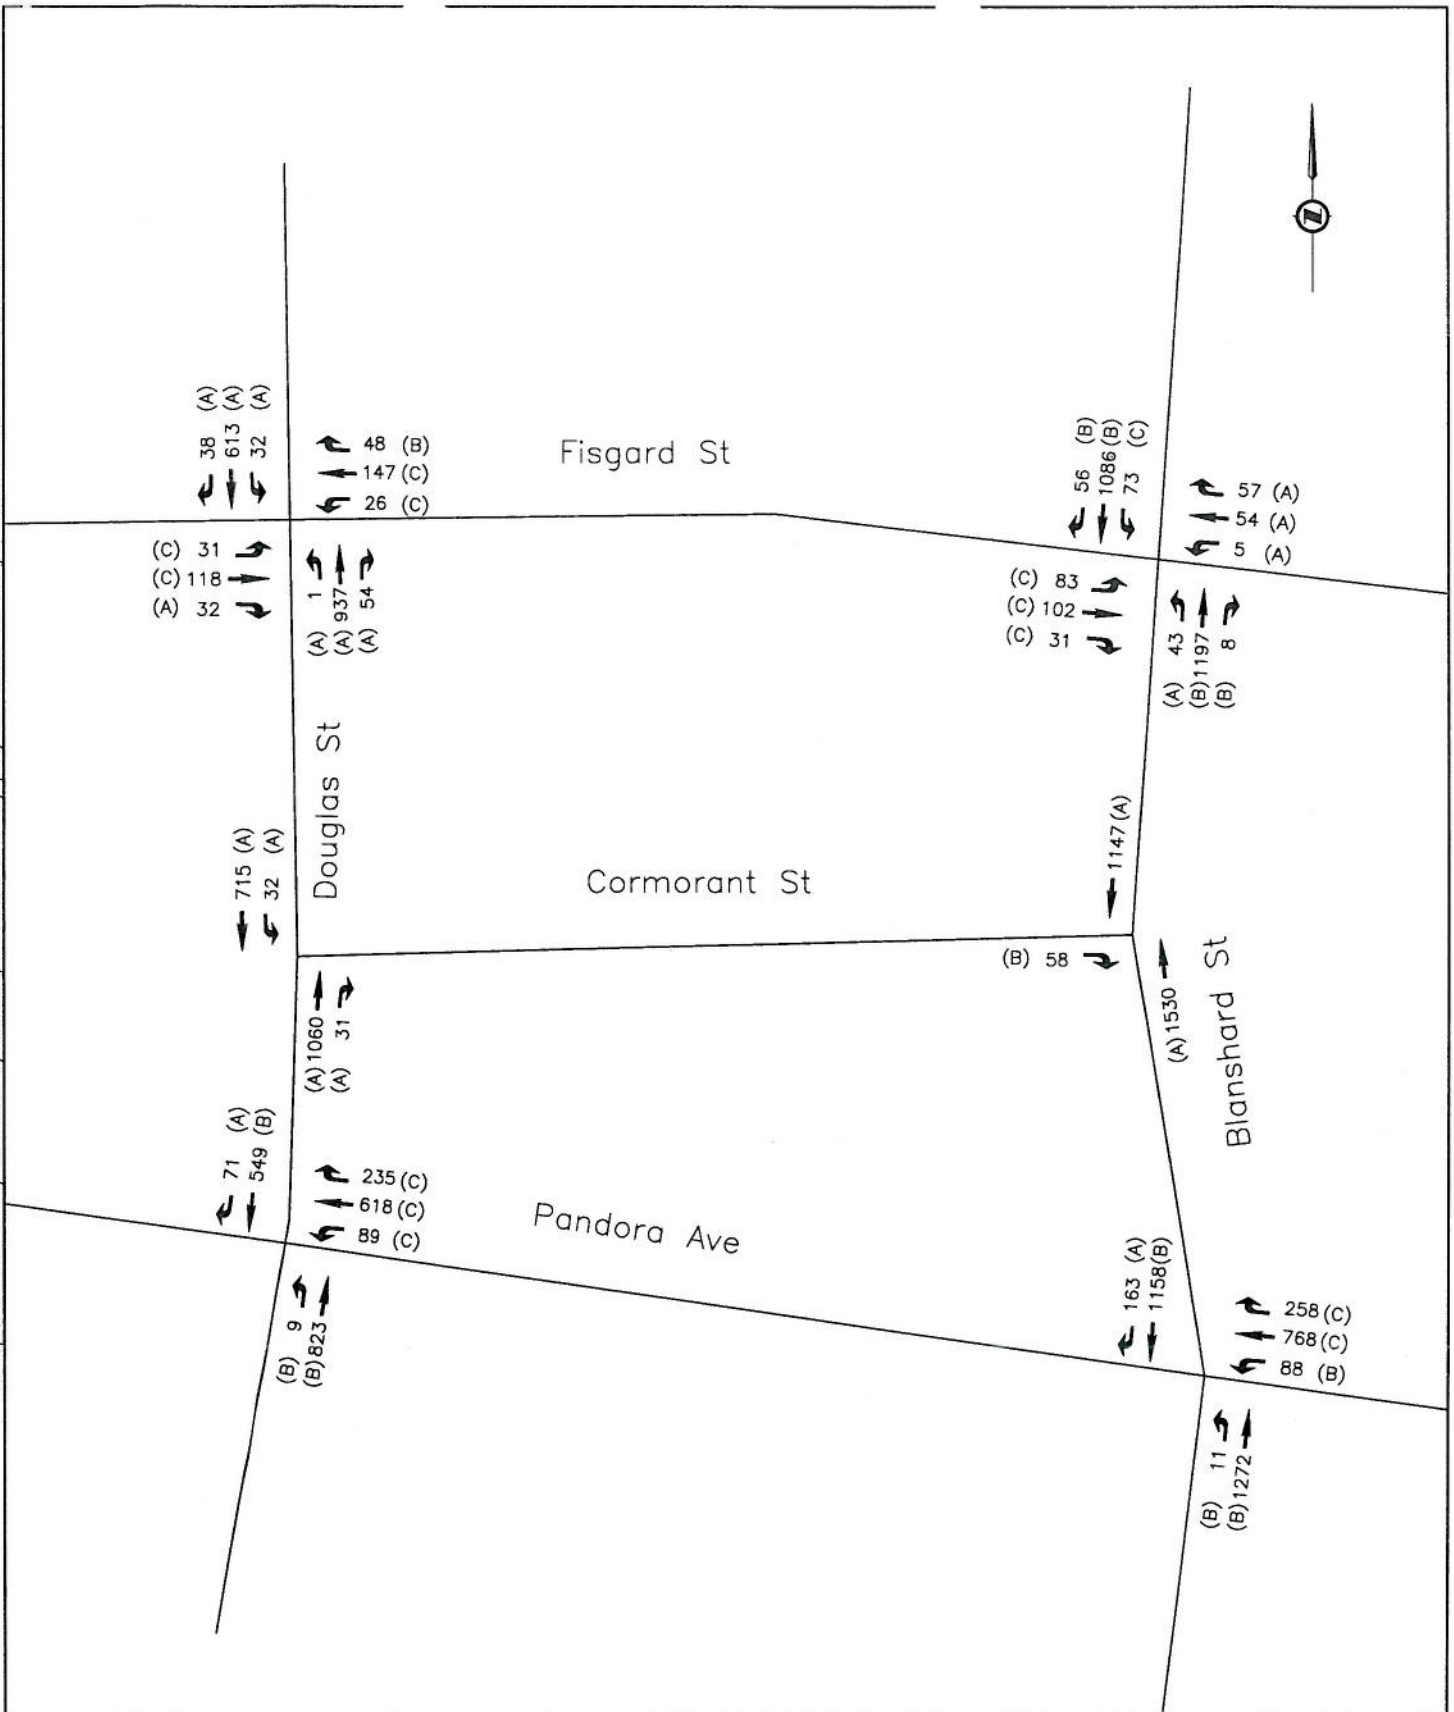 38 (A)
613 (A)
32 (A)
48 (B)
147 (C)
26 (C)
Fisgard St
56 (B)
1086 (B)
73 (C)
57 (A)
54 (A)
5 (A)
(C) 31
(C) 118
(A) 32
(A) 1
(A) 937
(A) 54
(C) 83
(C) 102
(C) 31
(A) 43
(B) 1197
(B) 8
Douglas St
715 (A)
32 (A)
Cormorant St
1147 (A)
(B) 58
(A) 1060
(A) 31
(A) 1530
Blanshard St
71 (A)
549 (B)
235 (C)
618 (C)
89 (C)
Pandora Ave
163 (A)
1158 (B)
258 (C)
768 (C)
88 (B)
(B) 9
(B) 823
(B) 11
(B) 1272
N